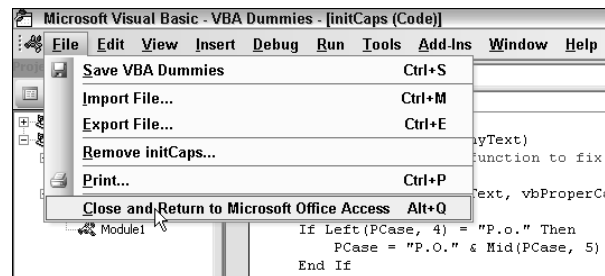 Microsoft Visual Basic - VBA Dummies - [initCaps (Code)]
File Edit View Insert Debug Run Tools Add-Ins Window Help
Save VBA Dummies Ctrl+S
Import File... Ctrl+M
Export File... Ctrl+E
yText)
Remove initCaps...
unction to fix
Print... Ctrl+P
ext, vbProperCa
Close and Return to Microsoft Office Access Alt+Q
Module1
If Left(PCase, 4) = "P.o." Then
PCase = "P.O." & Mid(PCase, 5)
End If